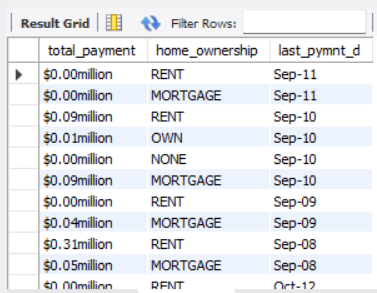 Result Grid Filter Rows:
total_payment home_ownership last_pymnt_d
$0.00million RENT Sep-11
$0.00million MORTGAGE Sep-11
$0.09million RENT Sep-10
$0.01million OWN Sep-10
$0.00million NONE Sep-10
$0.09million MORTGAGE Sep-10
$0.00million RENT Sep-09
$0.04million MORTGAGE Sep-09
$0.31million RENT Sep-08
$0.05million MORTGAGE Sep-08
$0.00million RENT Oct-12